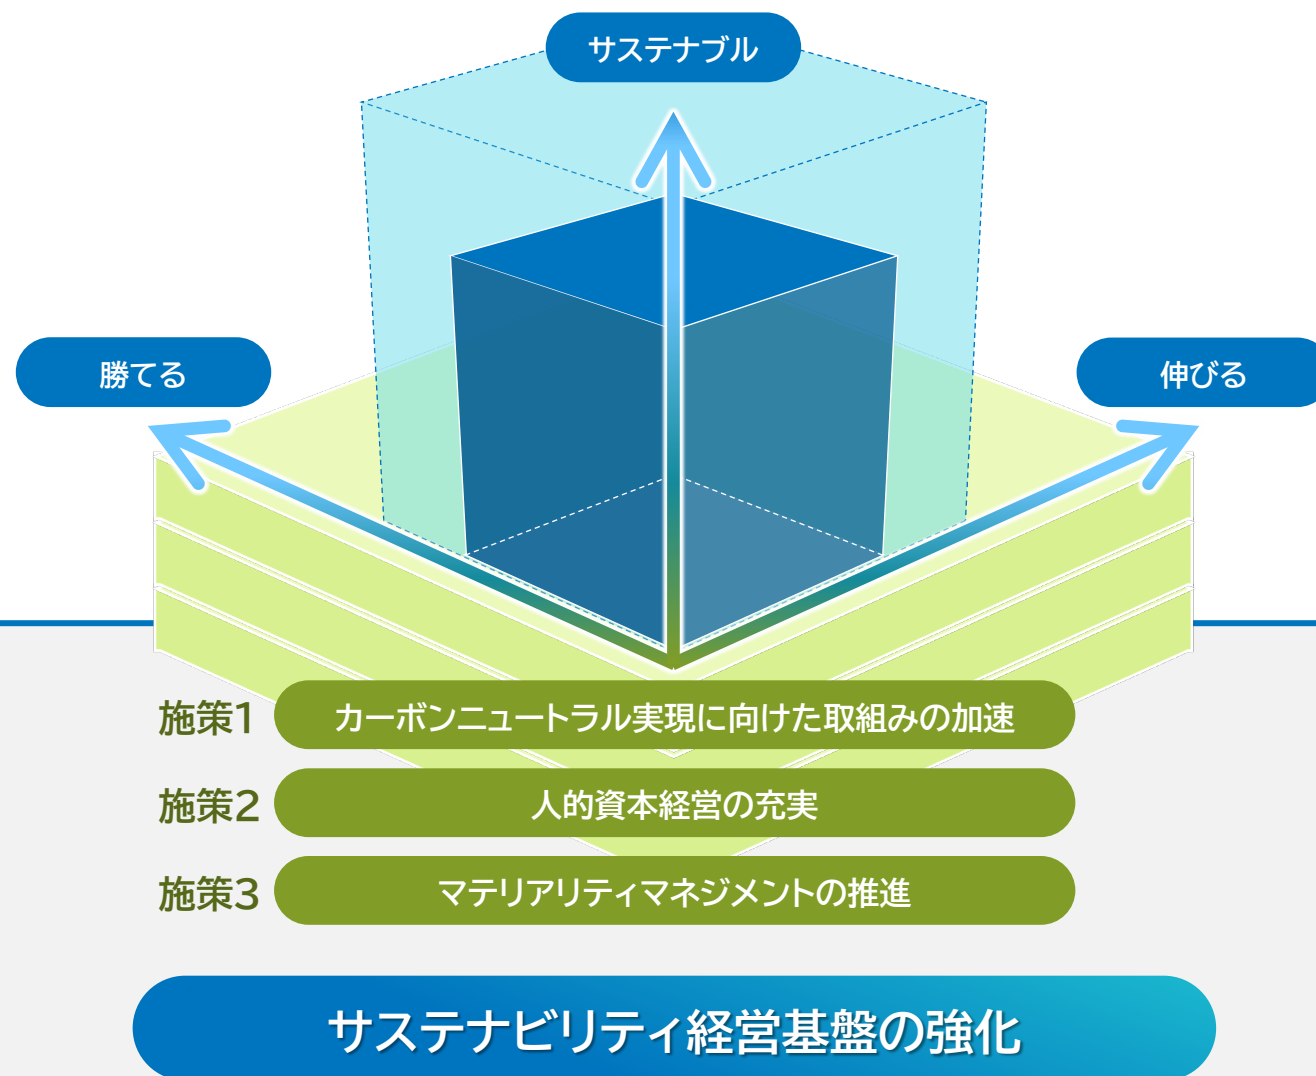 サステナブル
勝てる
伸びる
施策1 カーボンニュートラル実現に向けた取組みの加速
施策2 人的資本経営の充実
施策3 マテリアリティマネジメントの推進
サステナビリティ経営基盤の強化